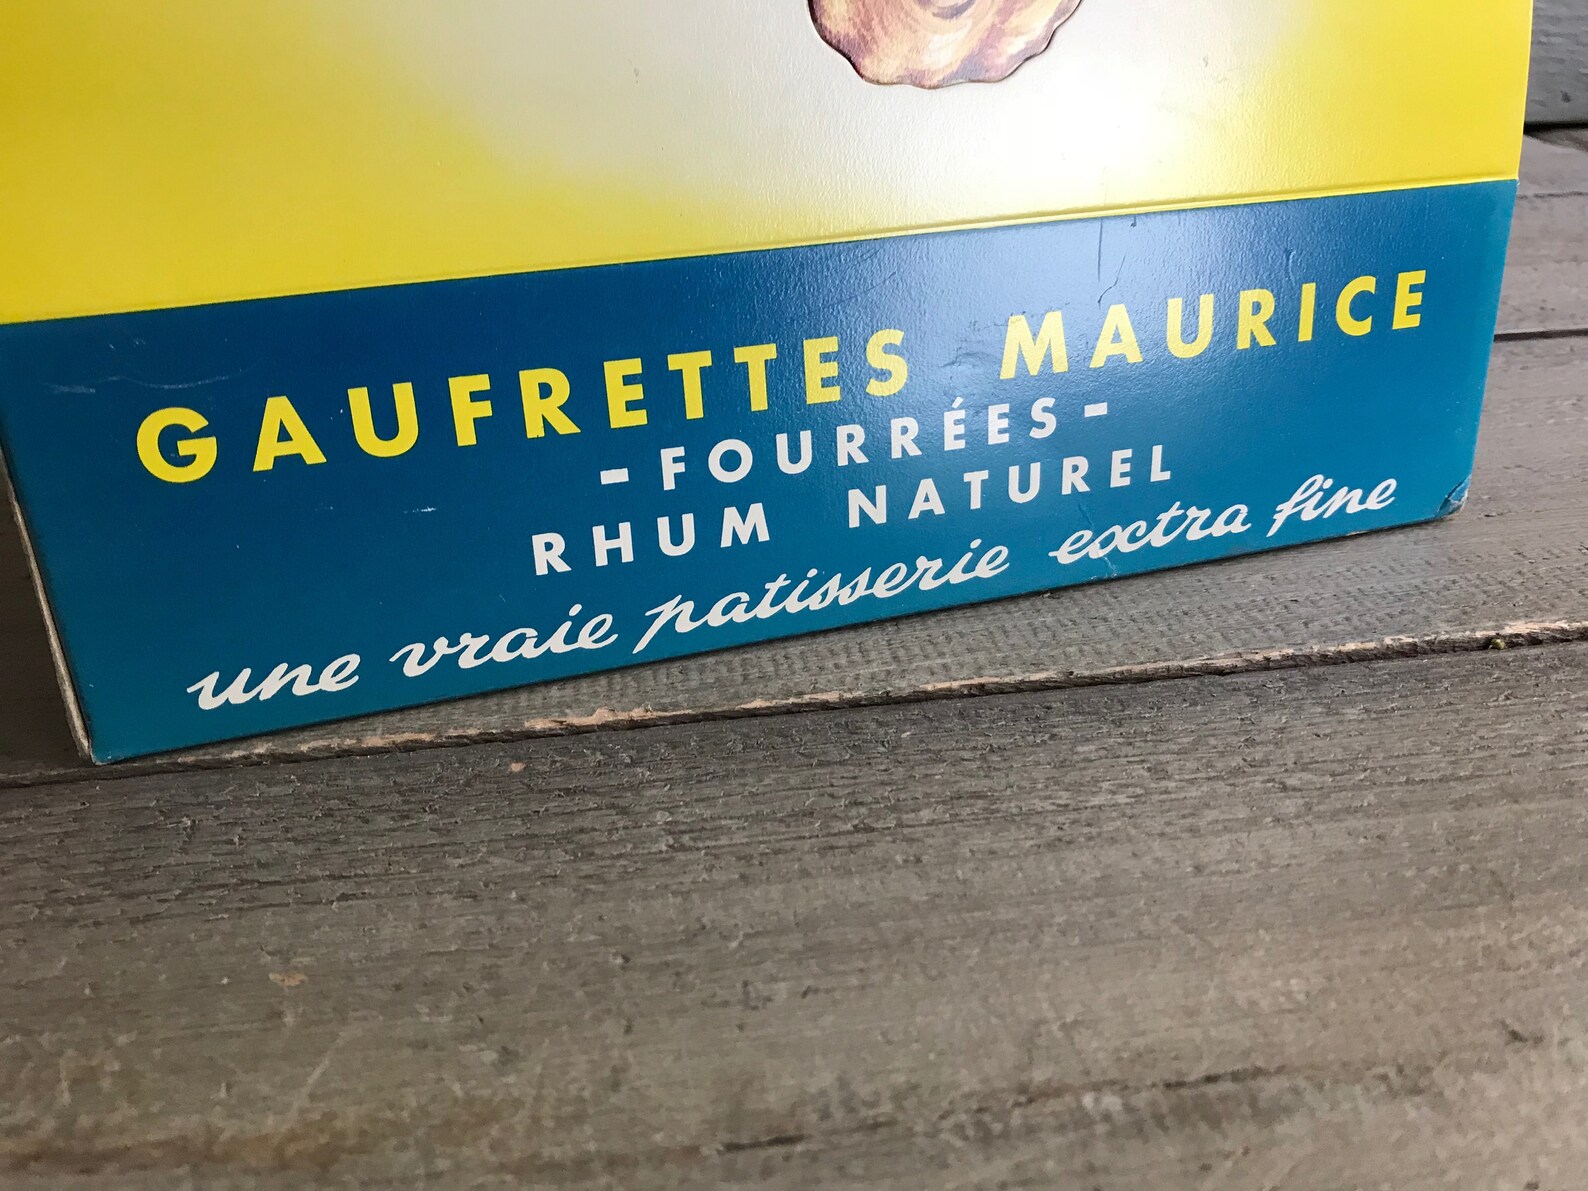 GAUFRETTES MAURICE
- FOURRÉES -
RHUM NATUREL
une vraie patisserie extra fine